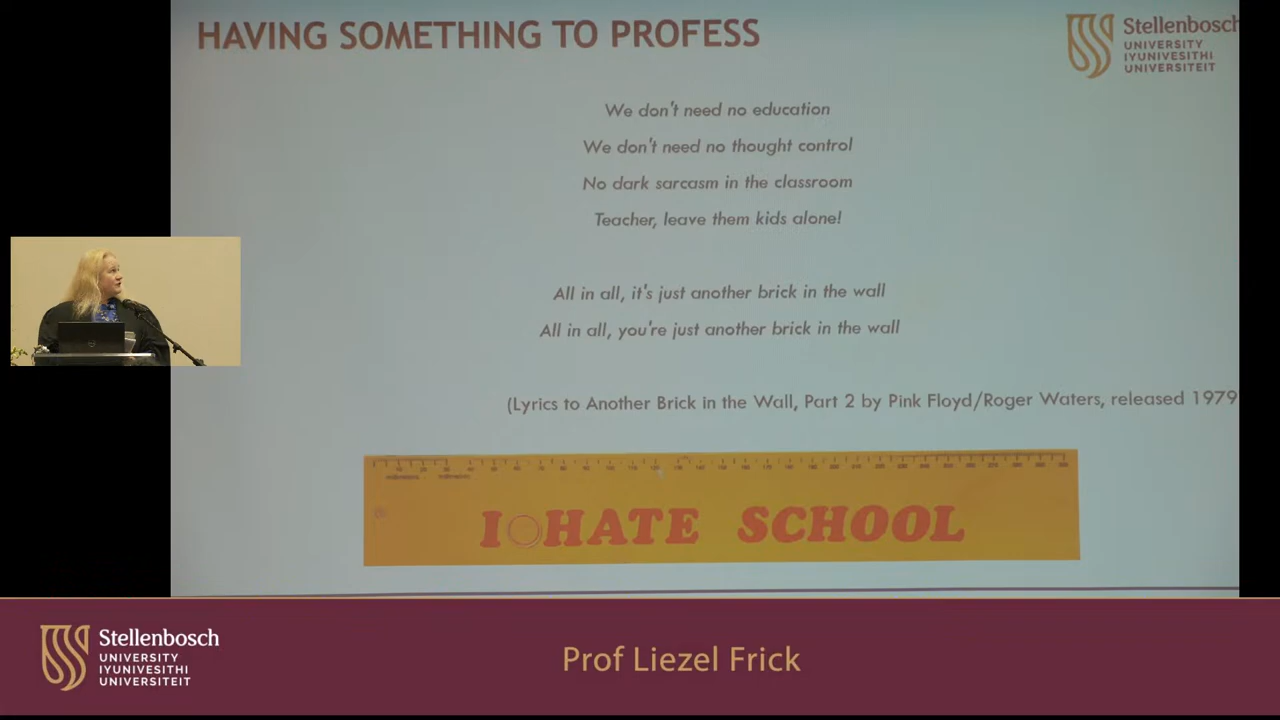 HAVING SOMETHING TO PROFESS
Stellenbosch
UNIVERSITY
IYUNIVESITHI
UNIVERSITEIT
We don't need no education
We don't need no thought control
No dark sarcasm in the classroom
Teacher, leave them kids alone!
All in all, it's just another brick in the wall
All in all, you're just another brick in the wall
(Lyrics to Another Brick in the Wall, Part 2 by Pink Floyd/Roger Waters, released 1979
I HATE SCHOOL
Stellenbosch
UNIVERSITY
IYUNIVESITHI
UNIVERSITEIT
Prof Liezel Frick